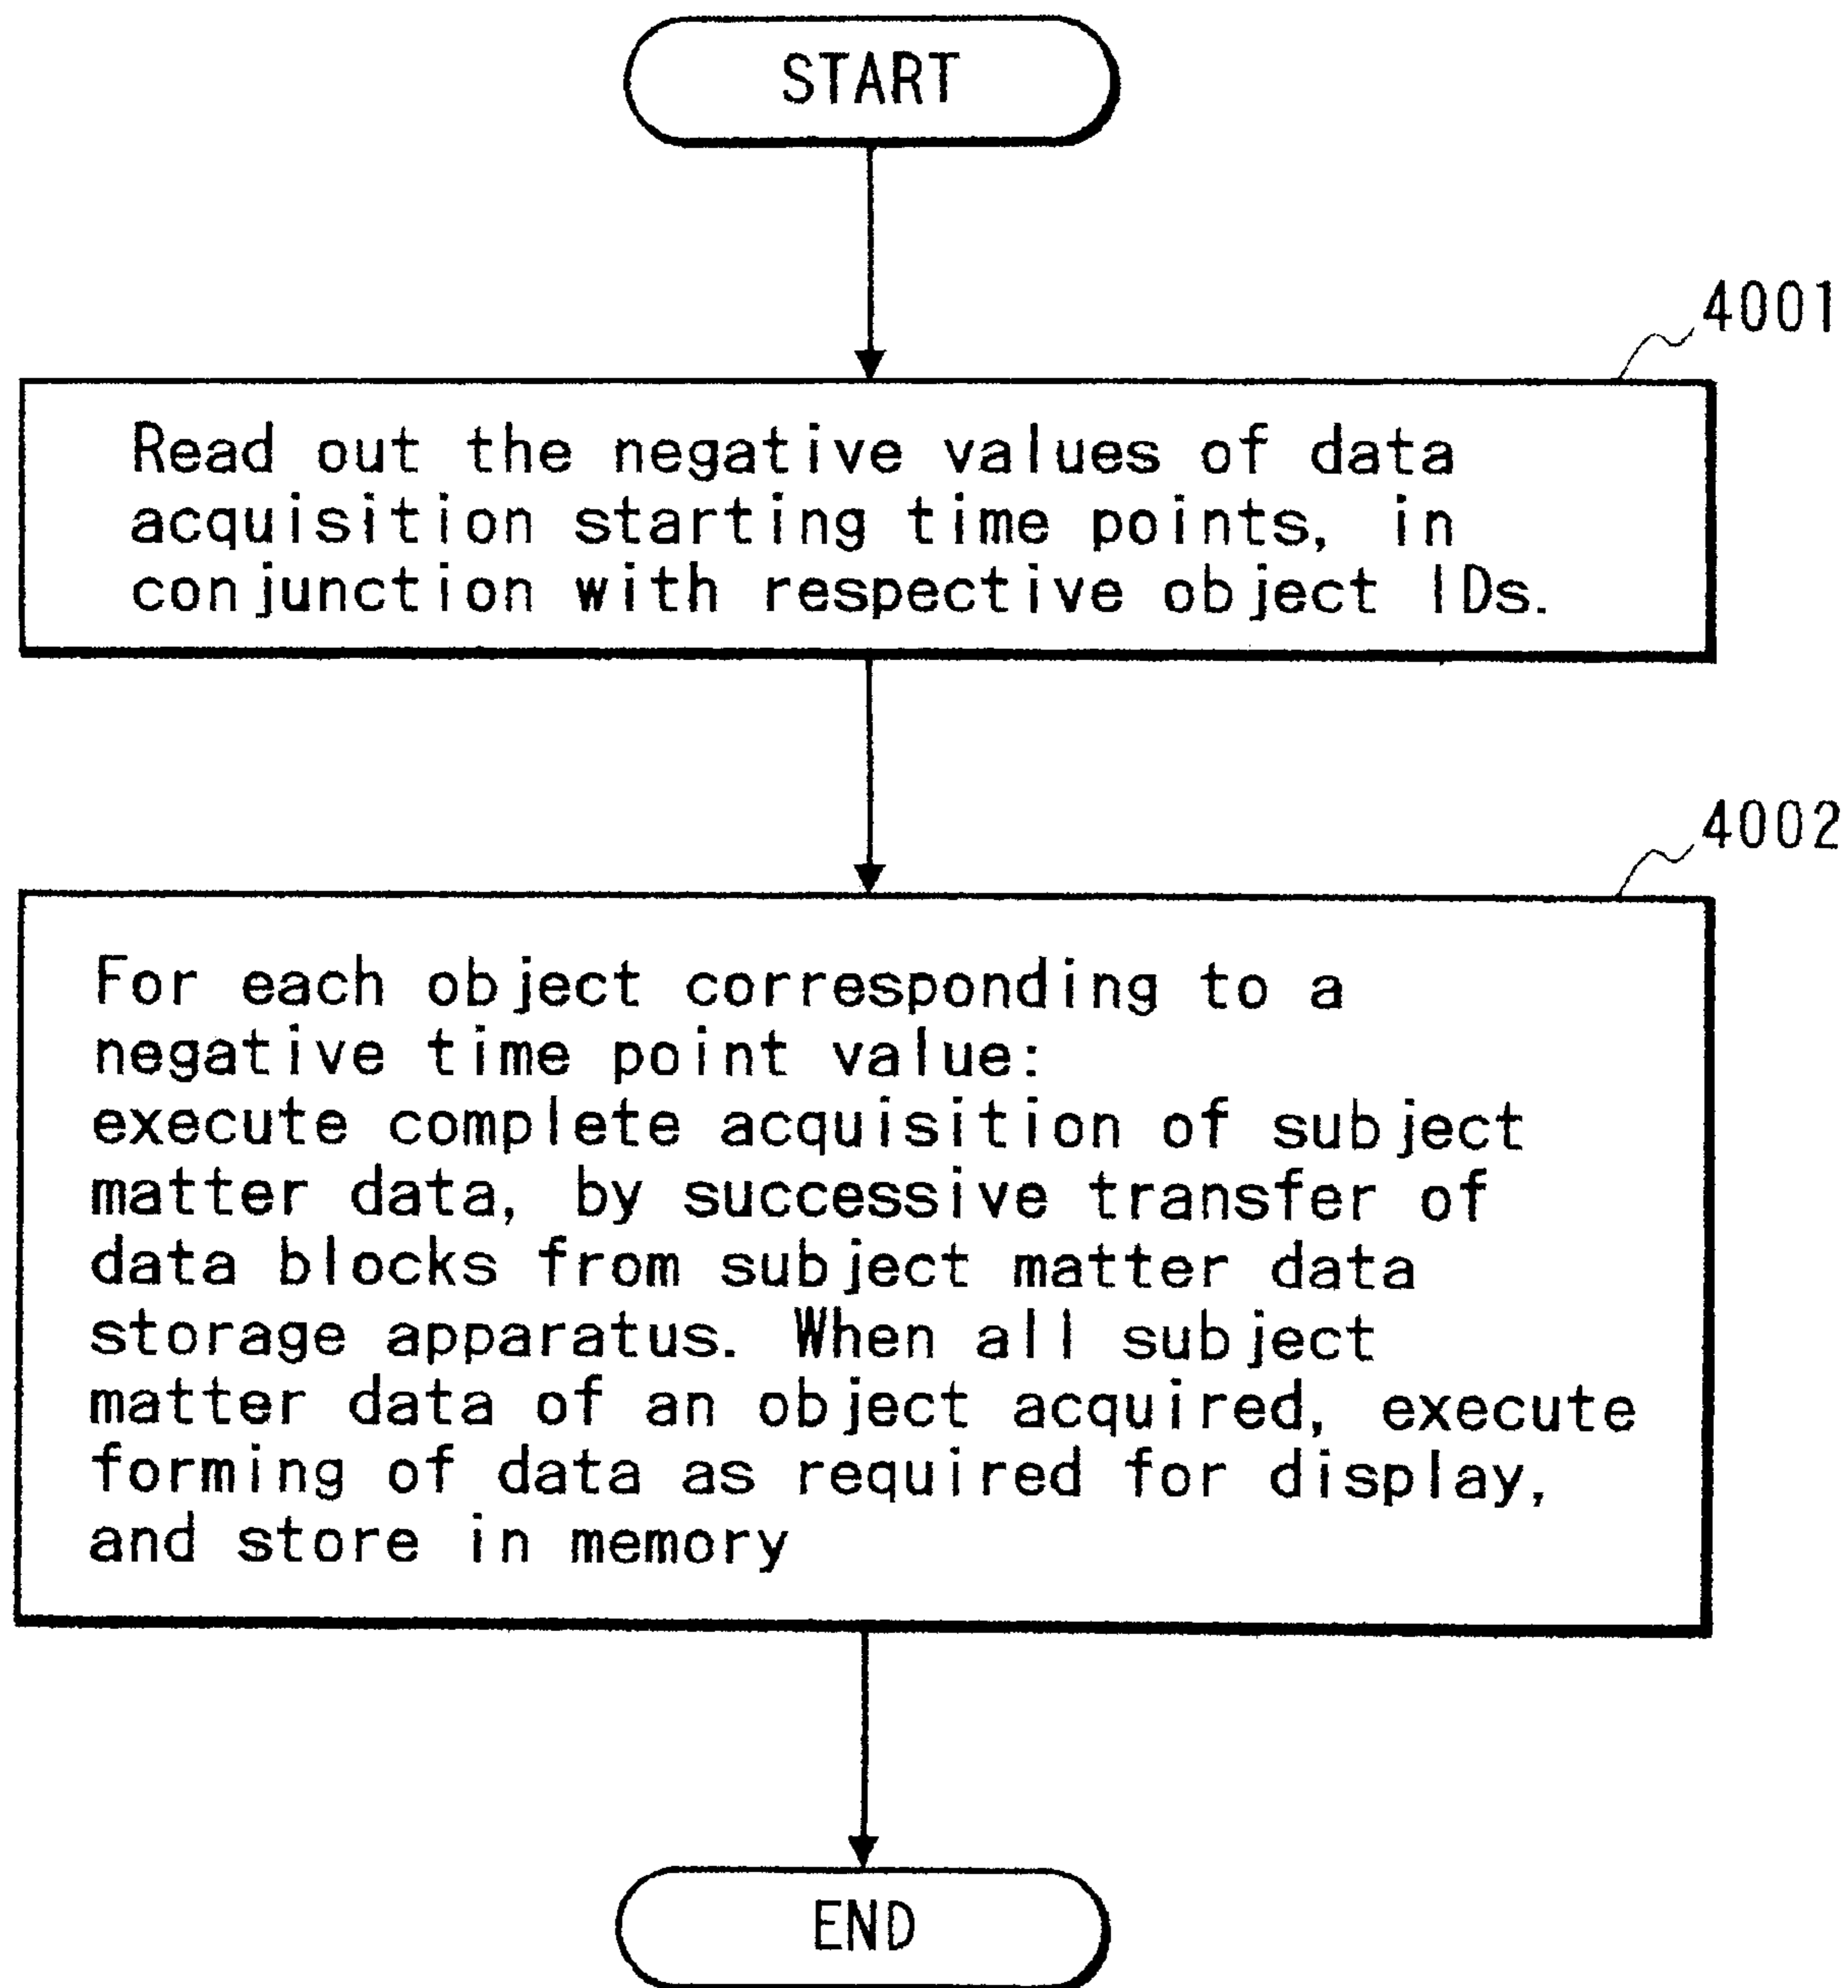 START
4001
Read out the negative values of data
acquisition starting time points, in
conjunction with respective object IDs.
4002
For each object corresponding to a
negative time point value:
execute complete acquisition of subject
matter data, by successive transfer of
data blocks from subject matter data
storage apparatus. When all subject
matter data of an object acquired, execute
forming of data as required for display,
and store in memory
END